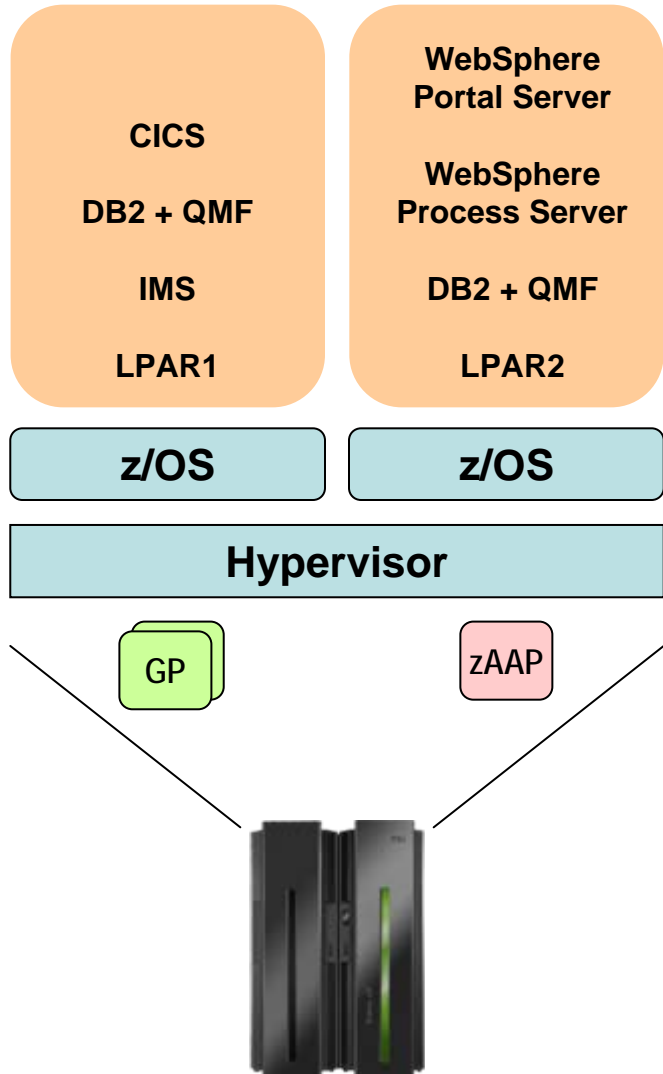 CICS
DB2 + QMF
IMS
LPAR1
WebSphere
Portal Server
WebSphere
Process Server
DB2 + QMF
LPAR2
z/OS
z/OS
Hypervisor
GP
zAAP